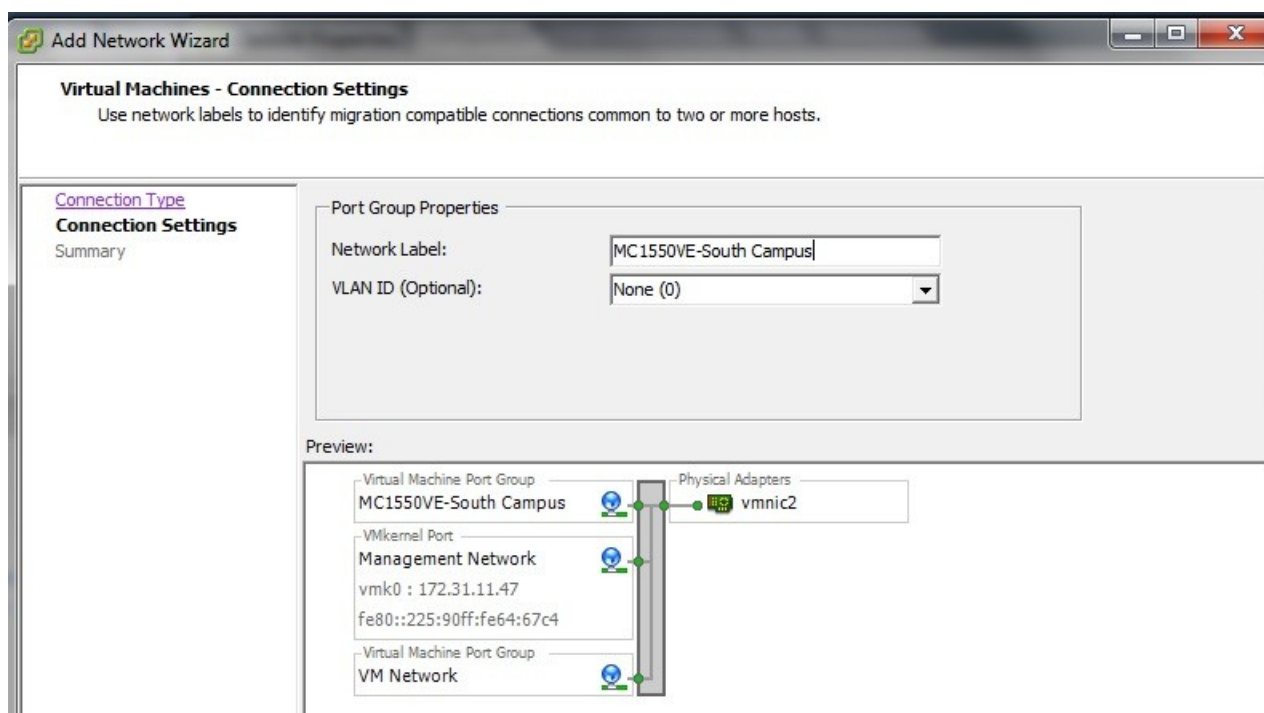 Add Network Wizard
Virtual Machines - Connection Settings
Use network labels to identify migration compatible connections common to two or more hosts.
Connection Type
Connection Settings
Summary
Port Group Properties
Network Label:
MC1550VE-South Campus
VLAN ID (Optional):
None (0)
Preview:
Virtual Machine Port Group
MC1550VE-South Campus
Physical Adapters
vmnic2
VMkernel Port
Management Network
vmk0 : 172.31.11.47
fe80::225:90ff:fe64:67c4
Virtual Machine Port Group
VM Network